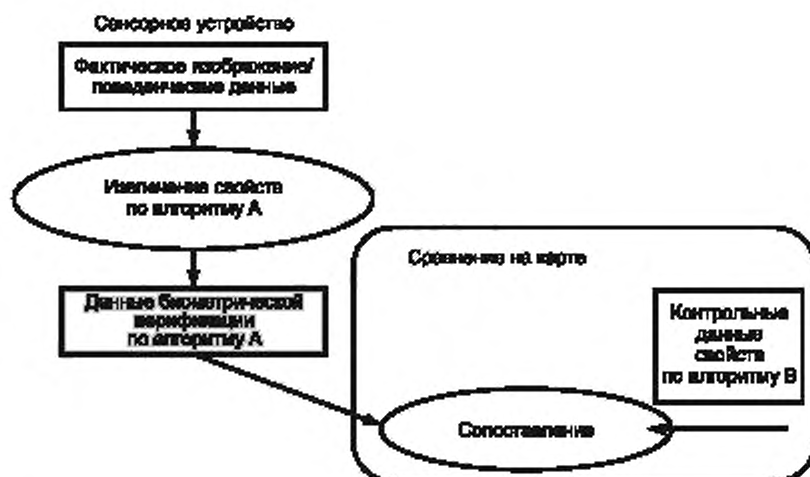 Сенсорное устройство
Фактическое изображение/
поведенческие данные
Извлечение свойств
по алгоритму А
Данные биометрической
верификации
по алгоритму А
Сравнение на карте
Контрольные
данные
свойств
по алгоритму В
Сопоставление